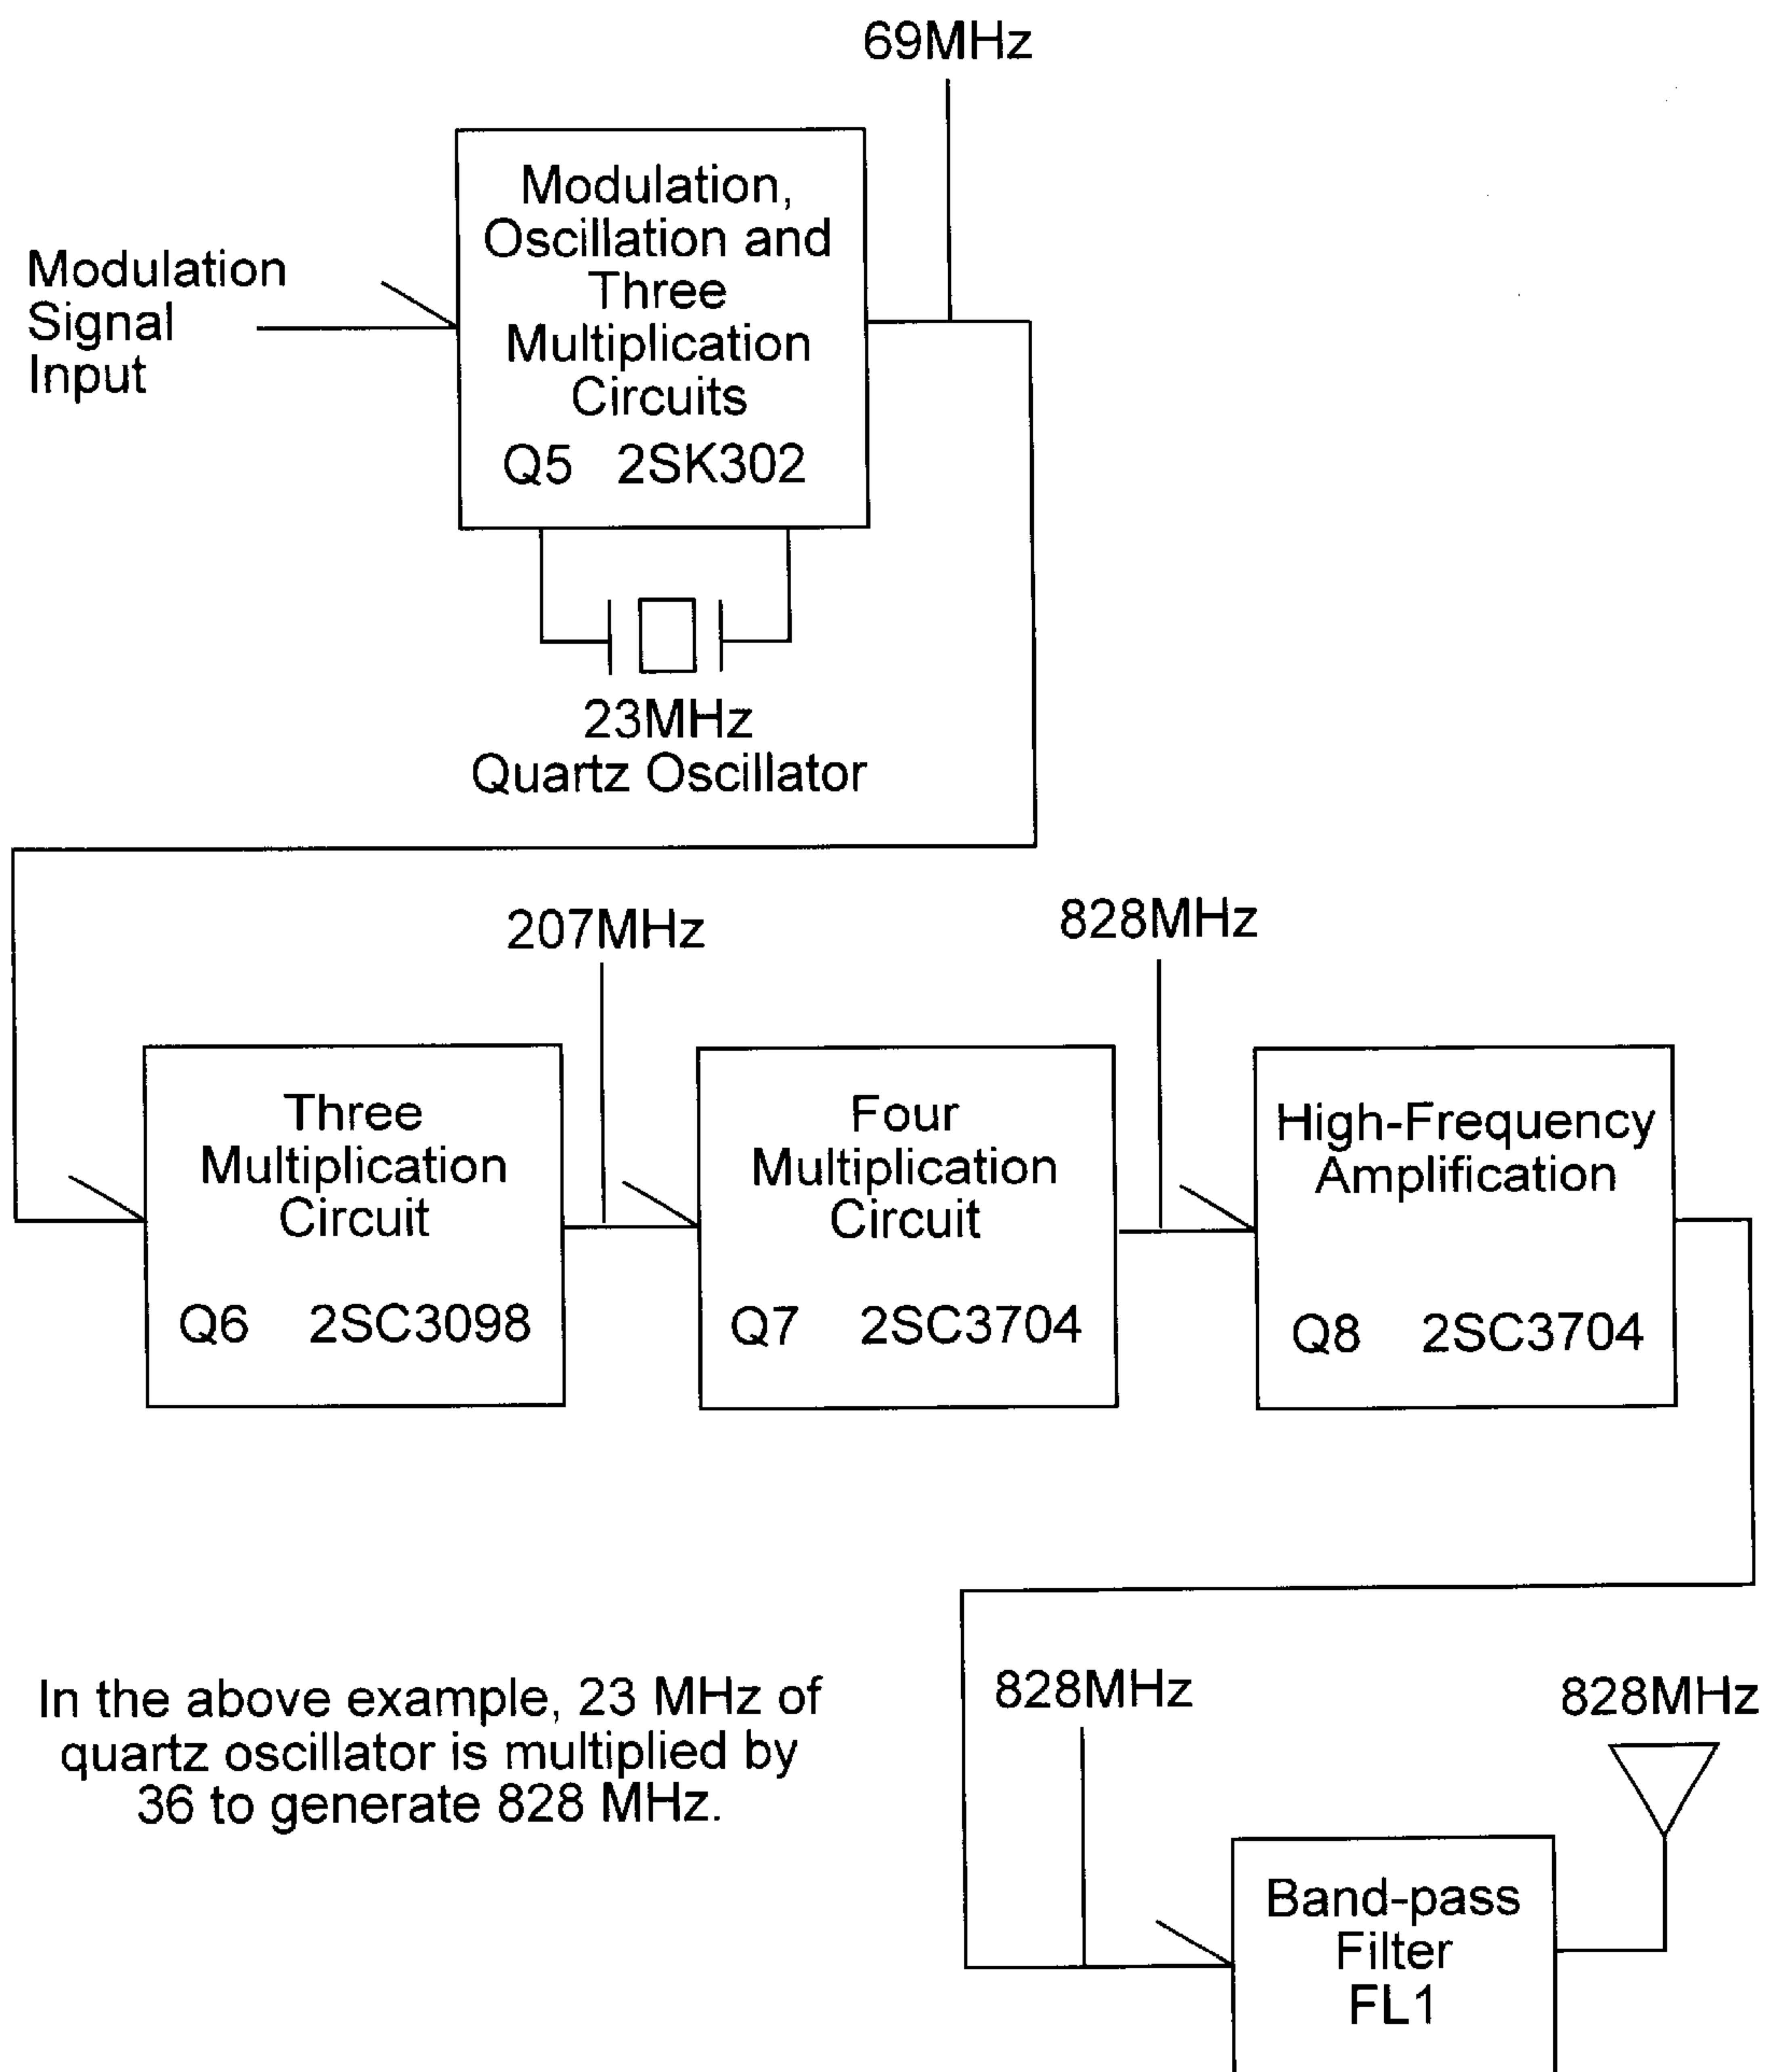 69MHz
Modulation,
Oscillation and
Three
Multiplication
Circuits
Q5 2SK302
Modulation
Signal
Input
23MHz
Quartz Oscillator
207MHz
828MHz
Three
Multiplication
Circuit
Q6 2SC3098
Four
Multiplication
Circuit
Q7 2SC3704
High-Frequency
Amplification
Q8 2SC3704
In the above example, 23 MHz of
quartz oscillator is multiplied by
36 to generate 828 MHz.
828MHz
828MHz
Band-pass
Filter
FL1